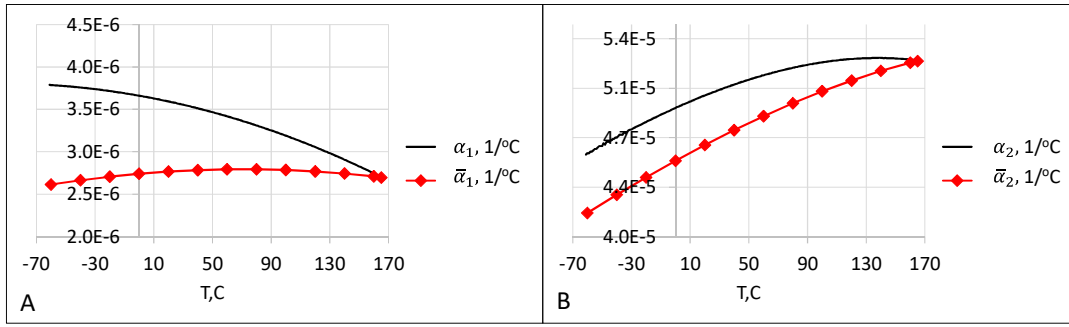 4.5E-6
4.0E-6
3.5E-6
3.0E-6
2.5E-6
2.0E-6
-70 -30 10 50 90 130 170
T,C
α₁, 1/°C
ᾱ₁, 1/°C
A
5.4E-5
5.1E-5
4.7E-5
4.4E-5
4.0E-5
-70 -30 10 50 90 130 170
T,C
α₂, 1/°C
ᾱ₂, 1/°C
B